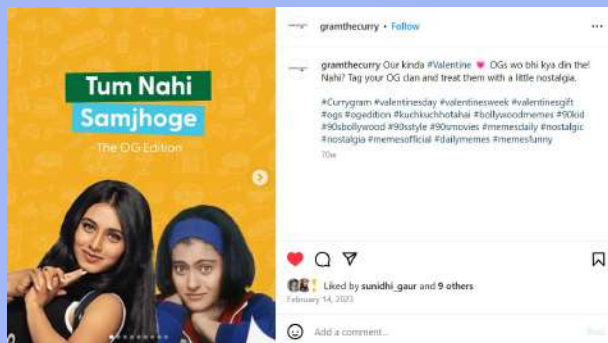 Tum Nahi
Samjhoge
The OG Edition
gramthecurry • Follow
gramthecurry Our kinda #Valentine 💗 OGs wo bhi kya din the!
Nahi? Tag your OG clan and treat them with a little nostalgia.
#Currygram #valentinesday #valentinesweek #valentinesgift
#ogs #ogedition #kuchkuchhotahai #bollywoodmemes #90kid
#90sbollywood #90sstyle #90smovies #memesdaily #nostalgic
#nostalgia #memesofficial #dailymemes #memesfunny
70w
Liked by sunidhi_gaur and 9 others
February 14, 2023
Add a comment...
Post